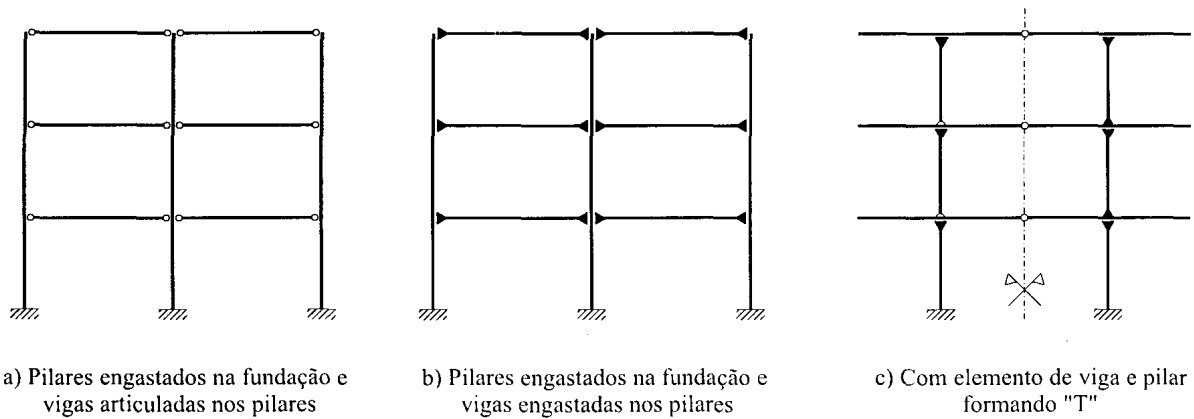 a) Pilares engastados na fundação e
vigas articuladas nos pilares
b) Pilares engastados na fundação e
vigas engastadas nos pilares
c) Com elemento de viga e pilar
formando "T"